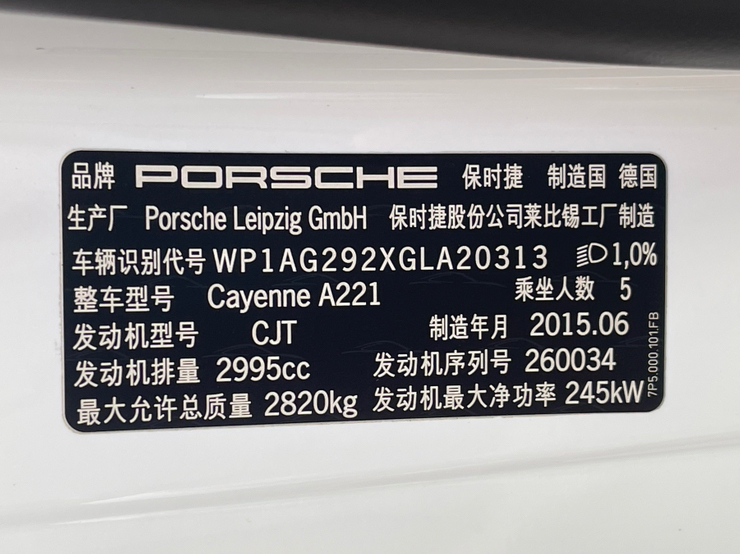 品牌 PORSCHE 保时捷 制造国 德国
生产厂 Porsche Leipzig GmbH 保时捷股份公司莱比锡工厂制造
车辆识别代号 WP1AG292XGLA20313 1,0%
整车型号 Cayenne A221 乘坐人数 5
发动机型号 CJT 制造年月 2015.06
发动机排量 2995cc 发动机序列号 260034
最大允许总质量 2820kg 发动机最大净功率 245kW
7P5.000.101.FB